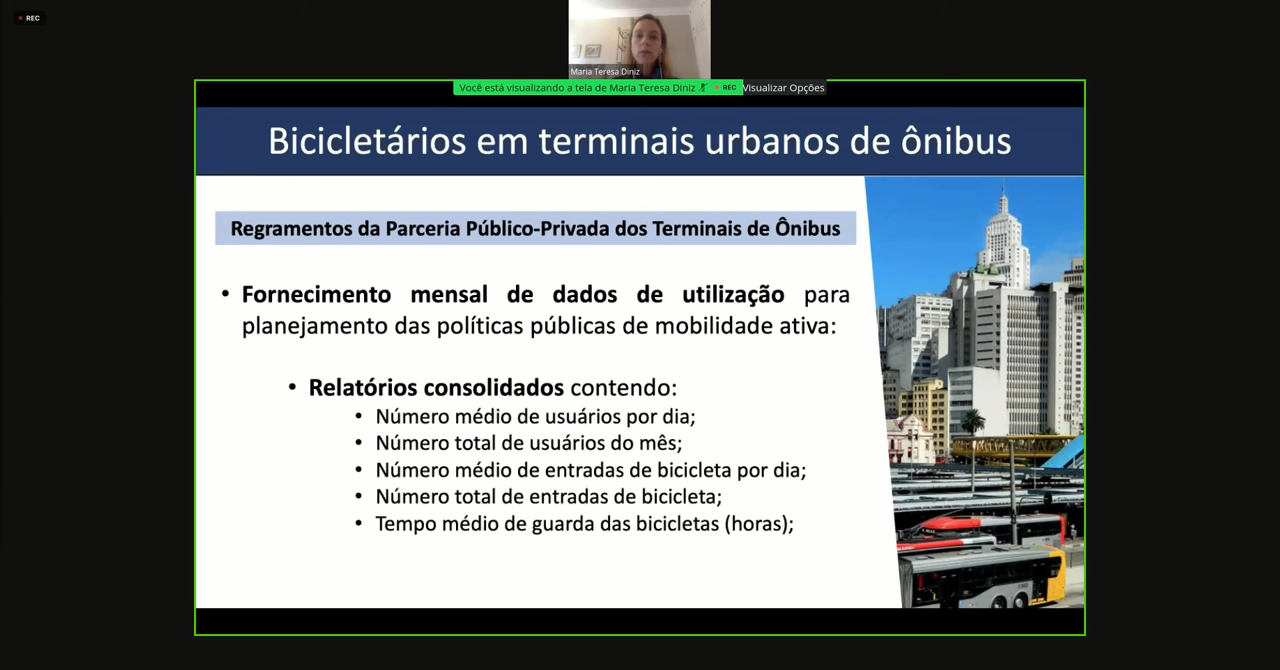 REC
Maria Teresa Diniz
Você está visualizando a tela de Maria Teresa Diniz
REC
Visualizar Opções
Bicicletários em terminais urbanos de ônibus
Regramentos da Parceria Público-Privada dos Terminais de Ônibus
• Fornecimento mensal de dados de utilização para
planejamento das políticas públicas de mobilidade ativa:
• Relatórios consolidados contendo:
• Número médio de usuários por dia;
• Número total de usuários do mês;
• Número médio de entradas de bicicleta por dia;
• Número total de entradas de bicicleta;
• Tempo médio de guarda das bicicletas (horas);